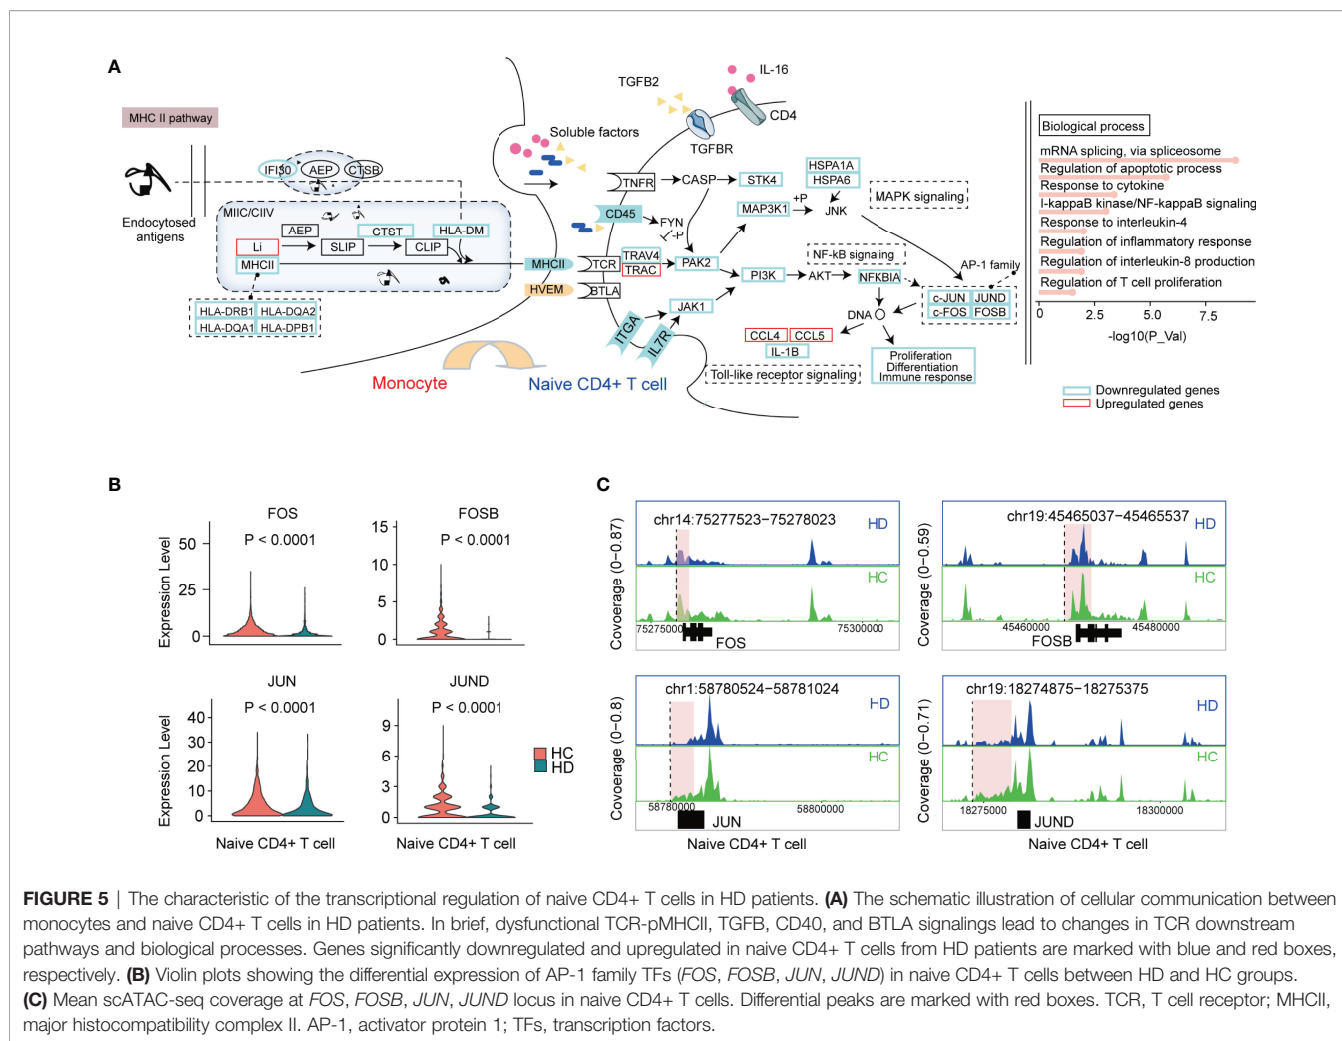 A
MHC II pathway
Endocytosed
antigens
IFI30
AEP
CTSB
MIIC/CIIV
Li
MHCII
AEP
SLIP
CTST
CLIP
HLA-DM
HLA-DRB1
HLA-DQA2
HLA-DQA1
HLA-DPB1
Monocyte
Naive CD4+ T cell
Soluble factors
TGFB2
TGFBR
IL-16
CD4
TNFR
CASP
STK4
CD45
FYN
-P
MHCII
TCR
TRAV4
TRAC
PAK2
HVEM
BTLA
ITGA
IL7R
JAK1
HSPA1A
HSPA6
MAP3K1
+P
JNK
MAPK signaling
NF-kB signaing
PI3K
AKT
NFKBIA
AP-1 family
c-JUN
JUND
c-FOS
FOSB
DNA
CCL4
CCL5
IL-1B
Toll-like receptor signaling
Proliferation
Differentiation
Immune response
Biological process
mRNA splicing, via spliceosome
Regulation of apoptotic process
Response to cytokine
I-kappaB kinase/NF-kappaB signaling
Response to interleukin-4
Regulation of inflammatory response
Regulation of interleukin-8 production
Regulation of T cell proliferation
0 2.5 5.0 7.5
-log10(P_Val)
Downregulated genes
Upregulated genes
B
FOS
P < 0.0001
Expression Level
50
25
0
FOSB
P < 0.0001
15
10
5
0
JUN
P < 0.0001
Expression Level
40
30
20
10
0
Naive CD4+ T cell
JUND
P < 0.0001
9
6
3
0
Naive CD4+ T cell
HC
HD
C
Covoerage (0−0.87)
chr14:75277523−75278023
HD
HC
75275000
75300000
FOS
Coverage (0−0.59)
chr19:45465037−45465537
HD
HC
45460000
45480000
FOSB
Covoerage (0−0.8)
chr1:58780524−58781024
HD
HC
58780000
58800000
JUN
Naive CD4+ T cell
Coverage (0−0.71)
chr19:18274875−18275375
HD
HC
18275000
18300000
JUND
Naive CD4+ T cell
FIGURE 5 | The characteristic of the transcriptional regulation of naive CD4+ T cells in HD patients. (A) The schematic illustration of cellular communication between
monocytes and naive CD4+ T cells in HD patients. In brief, dysfunctional TCR-pMHCII, TGFB, CD40, and BTLA signalings lead to changes in TCR downstream
pathways and biological processes. Genes significantly downregulated and upregulated in naive CD4+ T cells from HD patients are marked with blue and red boxes,
respectively. (B) Violin plots showing the differential expression of AP-1 family TFs (FOS, FOSB, JUN, JUND) in naive CD4+ T cells between HD and HC groups.
(C) Mean scATAC-seq coverage at FOS, FOSB, JUN, JUND locus in naive CD4+ T cells. Differential peaks are marked with red boxes. TCR, T cell receptor; MHCII,
major histocompatibility complex II. AP-1, activator protein 1; TFs, transcription factors.